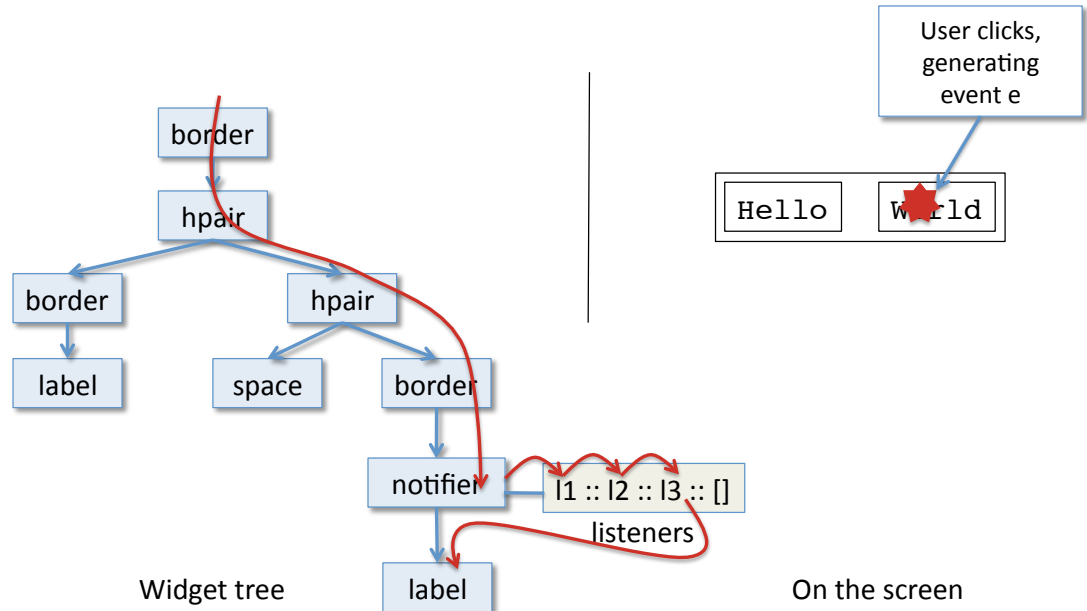 User clicks,
generating
event e
border
hpair
Hello
World
border
hpair
label
space
border
notifier
l1 :: l2 :: l3 :: []
listeners
label
Widget tree
On the screen